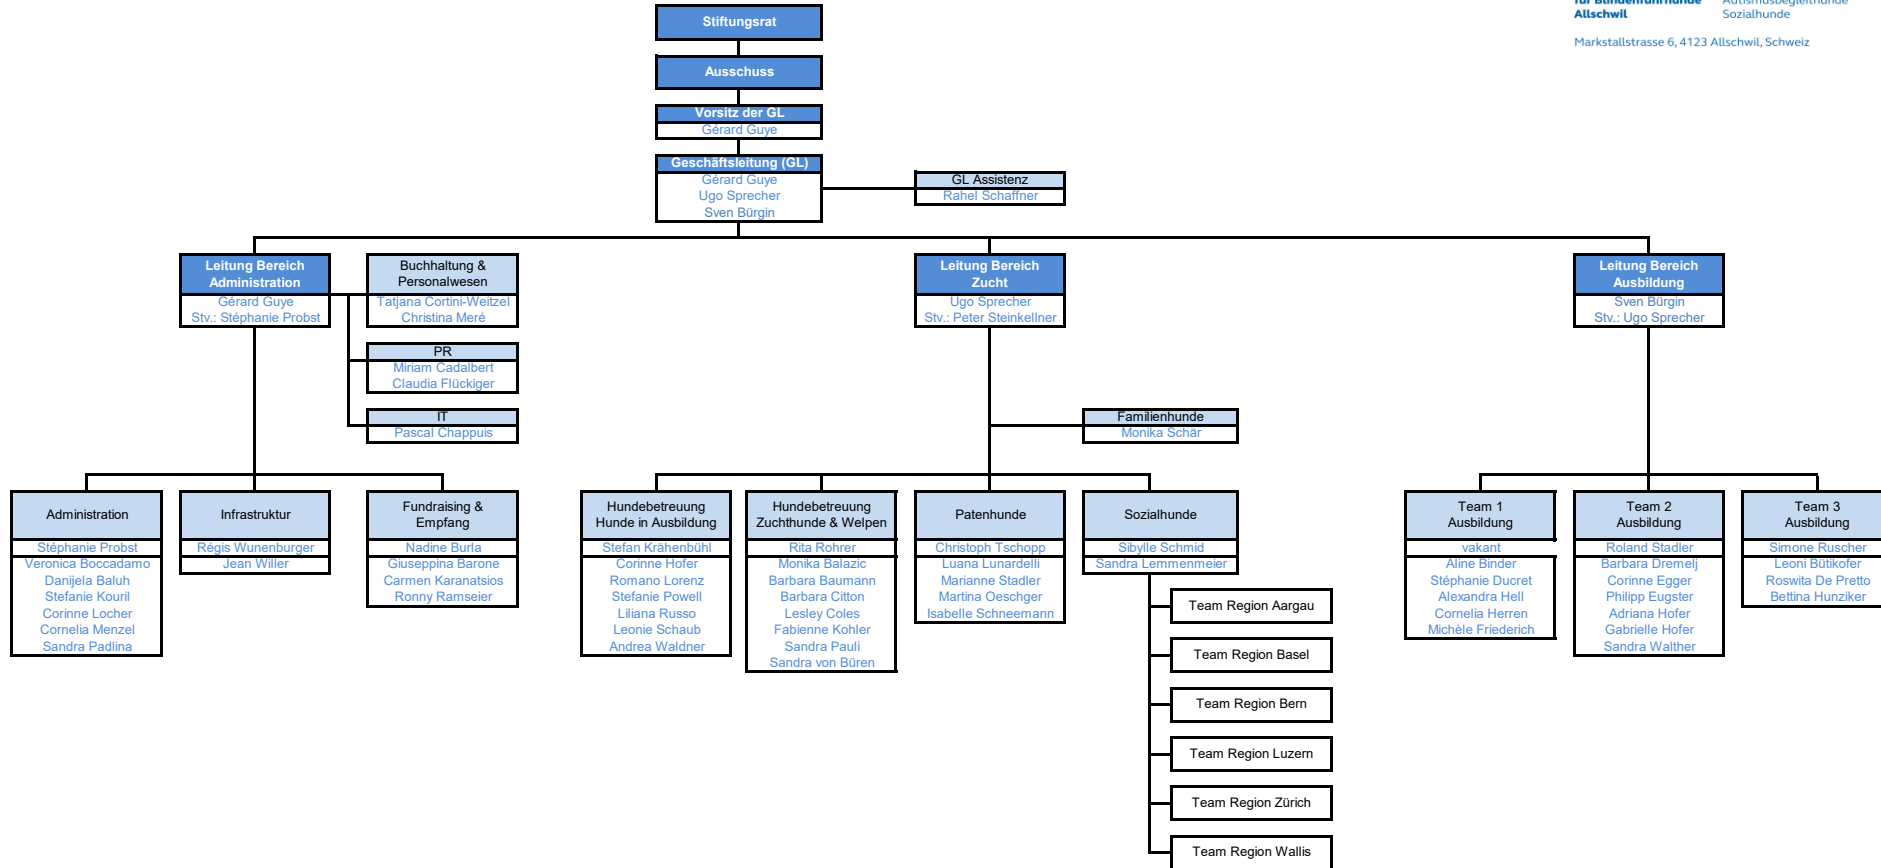 für Blindenführhunde
Allschwil
Autismusbegleithunde
Sozialhunde
Markstallstrasse 6, 4123 Allschwil, Schweiz
Stiftungsrat
Ausschuss
Vorsitz der GL
Gérard Guye
Geschäftsleitung (GL)
Gérard Guye
Ugo Sprecher
Sven Bürgin
GL Assistenz
Rahel Schaffner
Leitung Bereich
Administration
Gérard Guye
Stv.: Stéphanie Probst
Buchhaltung &
Personalwesen
Tatjana Cortini-Weitzel
Christina Meré
PR
Miriam Cadalbert
Claudia Flückiger
IT
Pascal Chappuis
Leitung Bereich
Zucht
Ugo Sprecher
Stv.: Peter Steinkellner
Familienhunde
Monika Schär
Leitung Bereich
Ausbildung
Sven Bürgin
Stv.: Ugo Sprecher
Administration
Stéphanie Probst
Veronica Boccadamo
Danijela Baluh
Stefanie Kouril
Corinne Locher
Cornelia Menzel
Sandra Padlina
Infrastruktur
Régis Wunenburger
Jean Willer
Fundraising &
Empfang
Nadine Burla
Giuseppina Barone
Carmen Karanatsios
Ronny Ramseier
Hundebetreuung
Hunde in Ausbildung
Stefan Krähenbühl
Corinne Hofer
Romano Lorenz
Stefanie Powell
Liliana Russo
Leonie Schaub
Andrea Waldner
Hundebetreuung
Zuchthunde & Welpen
Rita Rohrer
Monika Balazic
Barbara Baumann
Barbara Citton
Lesley Coles
Fabienne Kohler
Sandra Pauli
Sandra von Büren
Patenhunde
Christoph Tschopp
Luana Lunardelli
Marianne Stadler
Martina Oeschger
Isabelle Schneemann
Sozialhunde
Sibylle Schmid
Sandra Lemmenmeier
Team Region Aargau
Team Region Basel
Team Region Bern
Team Region Luzern
Team Region Zürich
Team Region Wallis
Team 1
Ausbildung
vakant
Aline Binder
Stéphanie Ducret
Alexandra Hell
Cornelia Herren
Michèle Friederich
Team 2
Ausbildung
Roland Stadler
Barbara Dremelj
Corinne Egger
Philipp Eugster
Adriana Hofer
Gabrielle Hofer
Sandra Walther
Team 3
Ausbildung
Simone Ruscher
Leoni Bütikofer
Roswita De Pretto
Bettina Hunziker